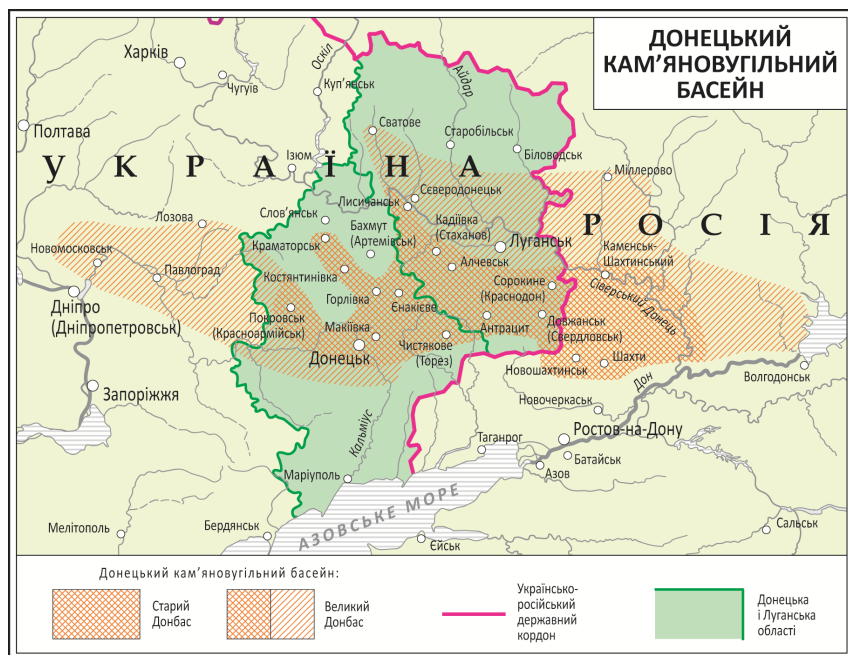 ДОНЕЦЬКИЙ
КАМ’ЯНОВУГІЛЬНИЙ
БАСЕЙН
Харків
Чугуїв
Оскіл
Куп’янськ
Айдар
Полтава
Сватове
Старобільськ
Біловодськ
УКРАЇНА
Ізюм
Міллерово
Сєвєродонецьк
Лисичанськ
РОСІЯ
Лозова
Слов’янськ
Бахмут
(Артемівськ)
Кадіївка
(Стаханов)
Луганськ
Новомосковськ
Краматорськ
Каменськ-
Шахтинський
Павлоград
Костянтинівка
Алчевськ
Сорокине
(Краснодон)
Сіверський Донець
Дніпро
(Дніпропетровськ)
Горлівка
Єнакієве
Покровськ
(Красноармійськ)
Макіївка
Антрацит
Довжанськ
(Свердловськ)
Донецьк
Чистякове
(Торез)
Новошахтинськ
Шахти
Волгодонськ
Дон
Запоріжжя
Новочеркаськ
Кальміус
Таганрог
Ростов-на-Дону
Батайськ
Азов
Маріуполь
АЗОВСЬКЕ МОРЕ
Мелітополь
Бердянськ
Єйськ
Сальськ
Донецький кам’яновугільний басейн:
Старий
Донбас
Великий
Донбас
Українсько-
російський
державний
кордон
Донецька
і Луганська
області